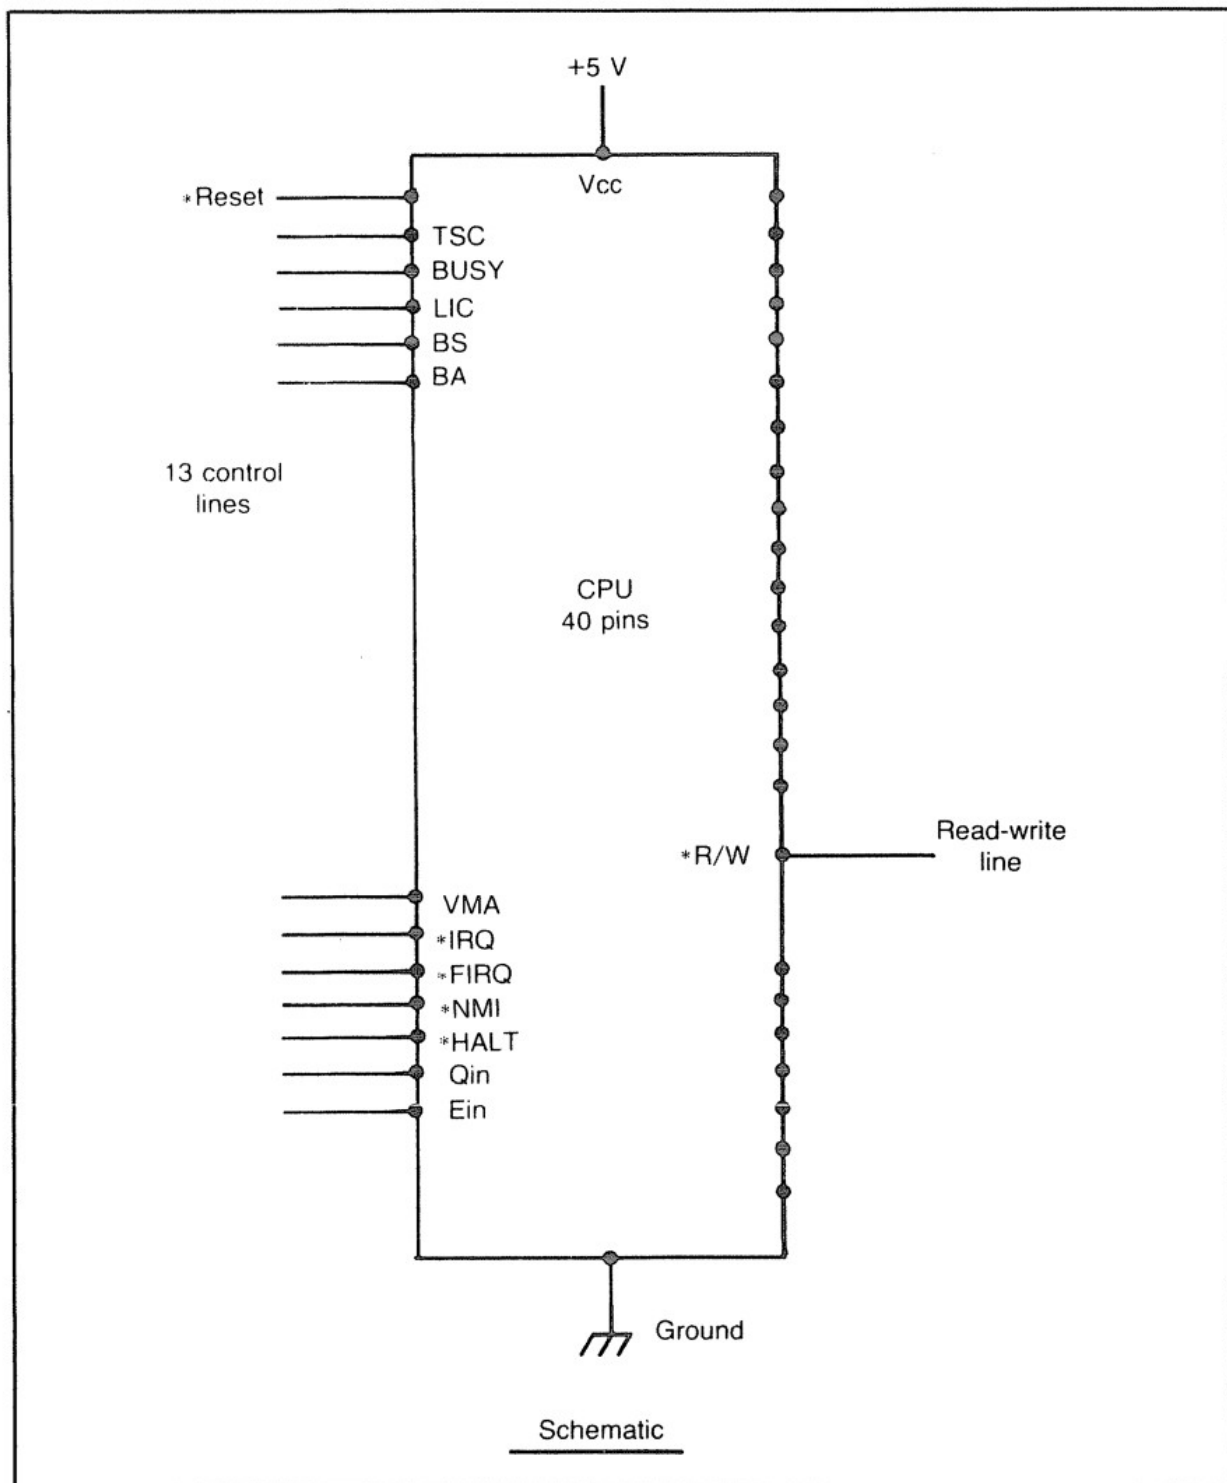 +5 V
Vcc
*Reset
TSC
BUSY
LIC
BS
BA
13 control
lines
CPU
40 pins
*R/W
Read-write
line
VMA
*IRQ
*FIRQ
*NMI
*HALT
Qin
Ein
Ground
Schematic